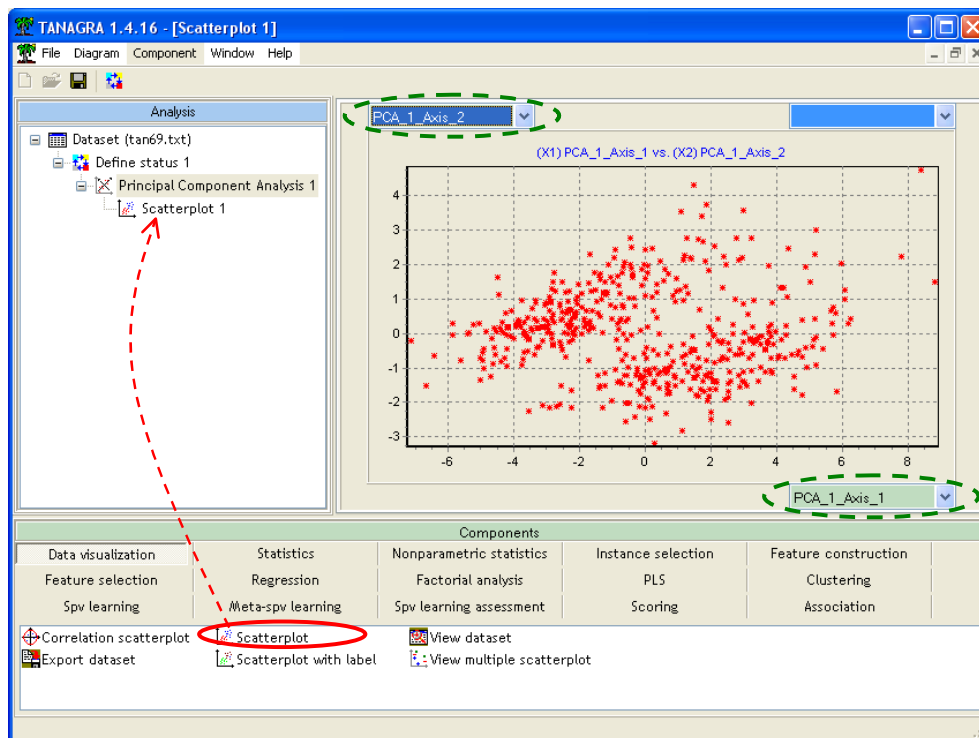 TANAGRA 1.4.16 - [Scatterplot 1]
File Diagram Component Window Help
Analysis
Dataset (tan69.txt)
Define status 1
Principal Component Analysis 1
Scatterplot 1
PCA_1_Axis_2
(X1) PCA_1_Axis_1 vs. (X2) PCA_1_Axis_2
4
3
2
1
0
-1
-2
-3
-6 -4 -2 0 2 4 6 8
PCA_1_Axis_1
Components
Data visualization Statistics Nonparametric statistics Instance selection Feature construction
Feature selection Regression Factorial analysis PLS Clustering
Spv learning Meta-spv learning Spv learning assessment Scoring Association
Correlation scatterplot Scatterplot View dataset
Export dataset Scatterplot with label View multiple scatterplot